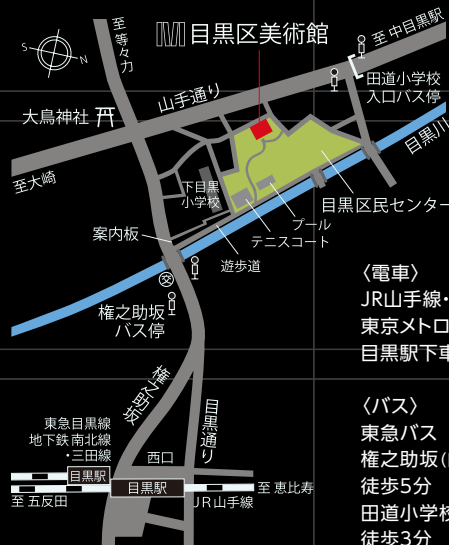 至等々力
目黒区美術館
至 中目黒駅
S
N
田道小学校
入口バス停
山手通り
大鳥神社
至大崎
目黒川
下目黒
小学校
目黒区民センター
プール
テニスコート
案内板
遊歩道
交
権之助坂
バス停
〈電車〉
JR山手線・
東京メトロ
目黒駅下車
権之助坂
目黒通り
〈バス〉
東急バス
権之助坂
徒歩5分
田道小学校
徒歩3分
東急目黒線
地下鉄南北線
・三田線
西口
目黒駅
目黒駅
至 恵比寿
至 五反田
JR山手線